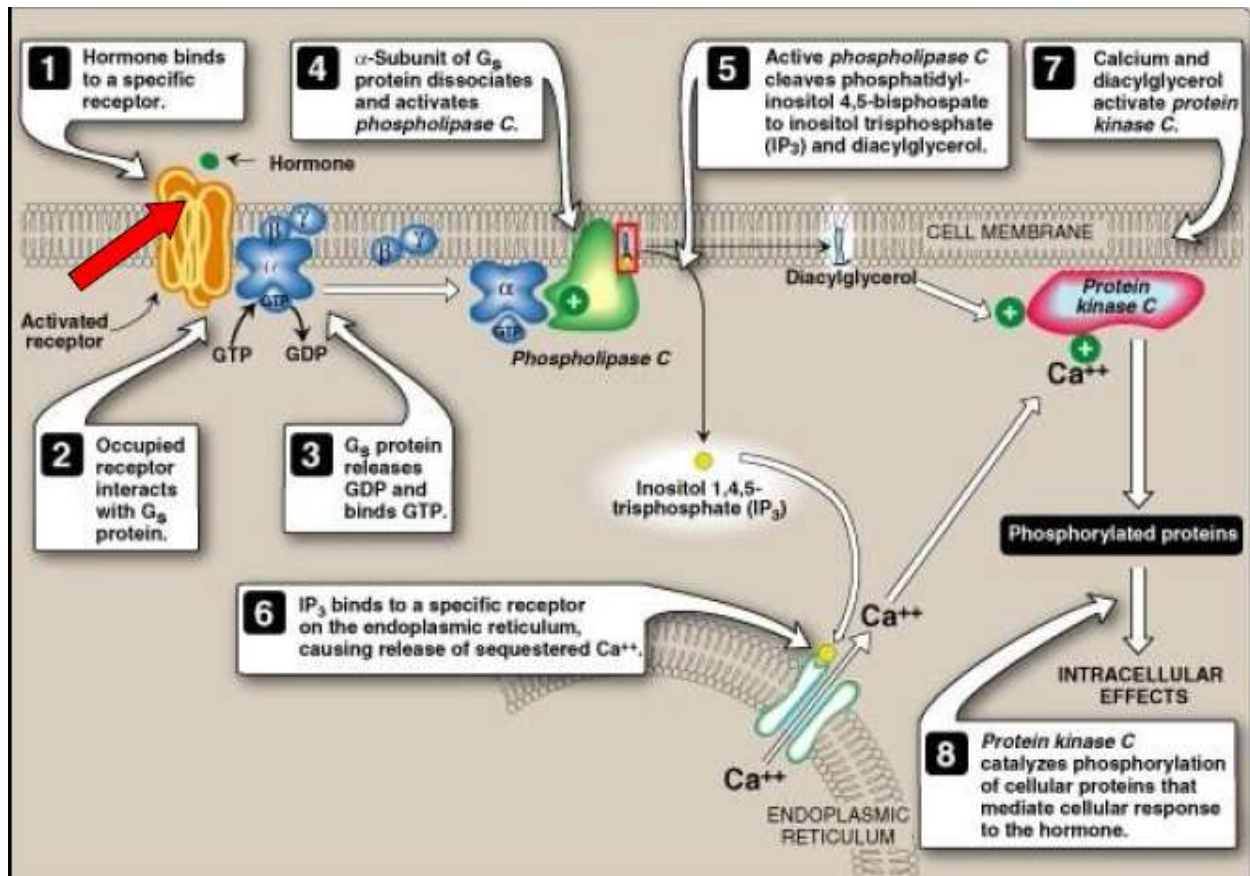 1
Hormone binds
to a specific
receptor.
4
α-Subunit of Gs
protein dissociates
and activates
phospholipase C.
5
Active phospholipase C
cleaves phosphatidyl-
inositol 4,5-bisphospate
to inositol trisphosphate
(IP3) and diacylglycerol.
7
Calcium and
diacylglycerol
activate protein
kinase C.
Hormone
CELL MEMBRANE
β
γ
α
GTP
β
γ
α
GTP
+
Phospholipase C
Diacylglycerol
+
Protein
kinase C
+
Ca++
Activated
receptor
GTP
GDP
2
Occupied
receptor
interacts
with Gs
protein.
3
Gs protein
releases
GDP and
binds GTP.
Inositol 1,4,5-
trisphosphate (IP3)
Phosphorylated proteins
6
IP3 binds to a specific receptor
on the endoplasmic reticulum,
causing release of sequestered Ca++.
Ca++
INTRACELLULAR
EFFECTS
Ca++
ENDOPLASMIC
RETICULUM
8
Protein kinase C
catalyzes phosphorylation
of cellular proteins that
mediate cellular response
to the hormone.